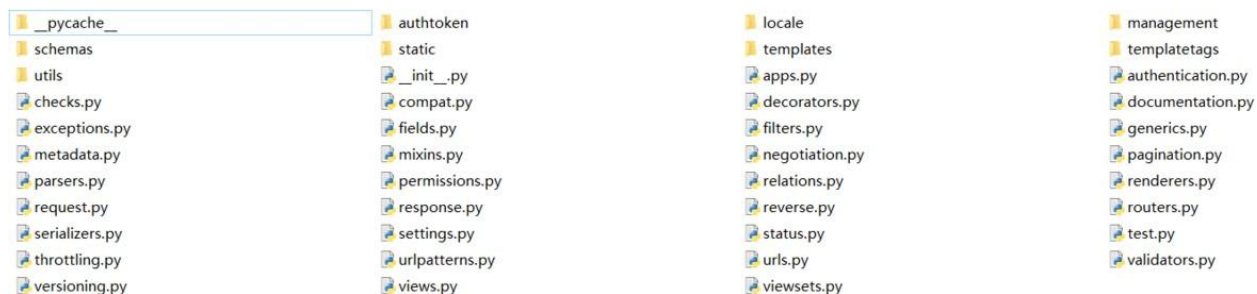 __pycache__ authtoken locale management
schemas static templates templatetags
utils __init__.py apps.py authentication.py
checks.py compat.py decorators.py documentation.py
exceptions.py fields.py filters.py generics.py
metadata.py mixins.py negotiation.py pagination.py
parsers.py permissions.py relations.py renderers.py
request.py response.py reverse.py routers.py
serializers.py settings.py status.py test.py
throttling.py urlpatterns.py urls.py validators.py
versioning.py views.py viewsets.py